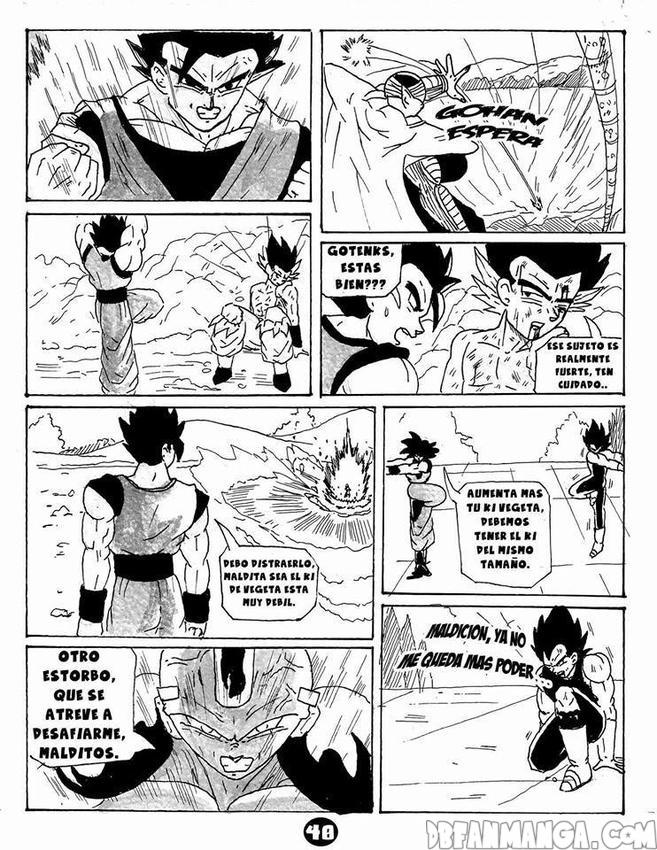 GOHAN
ESPERA
GOTENKS,
ESTAS
BIEN???
ESE SUJETO ES
REALMENTE
FUERTE, TEN
CUIDADO..
DEBO DISTRAERLO,
MALDITA SEA EL KI
DE VEGETA ESTA
MUY DEBIL.
AUMENTA MAS
TU KI VEGETA,
DEBEMOS
TENER EL KI
DEL MISMO
TAMAÑO.
OTRO
ESTORBO,
QUE SE
ATREVE A
DESAFIARME,
MALDITOS.
MALDICION, YA NO
ME QUEDA MAS PODER
40
DBFANMANGA.COM